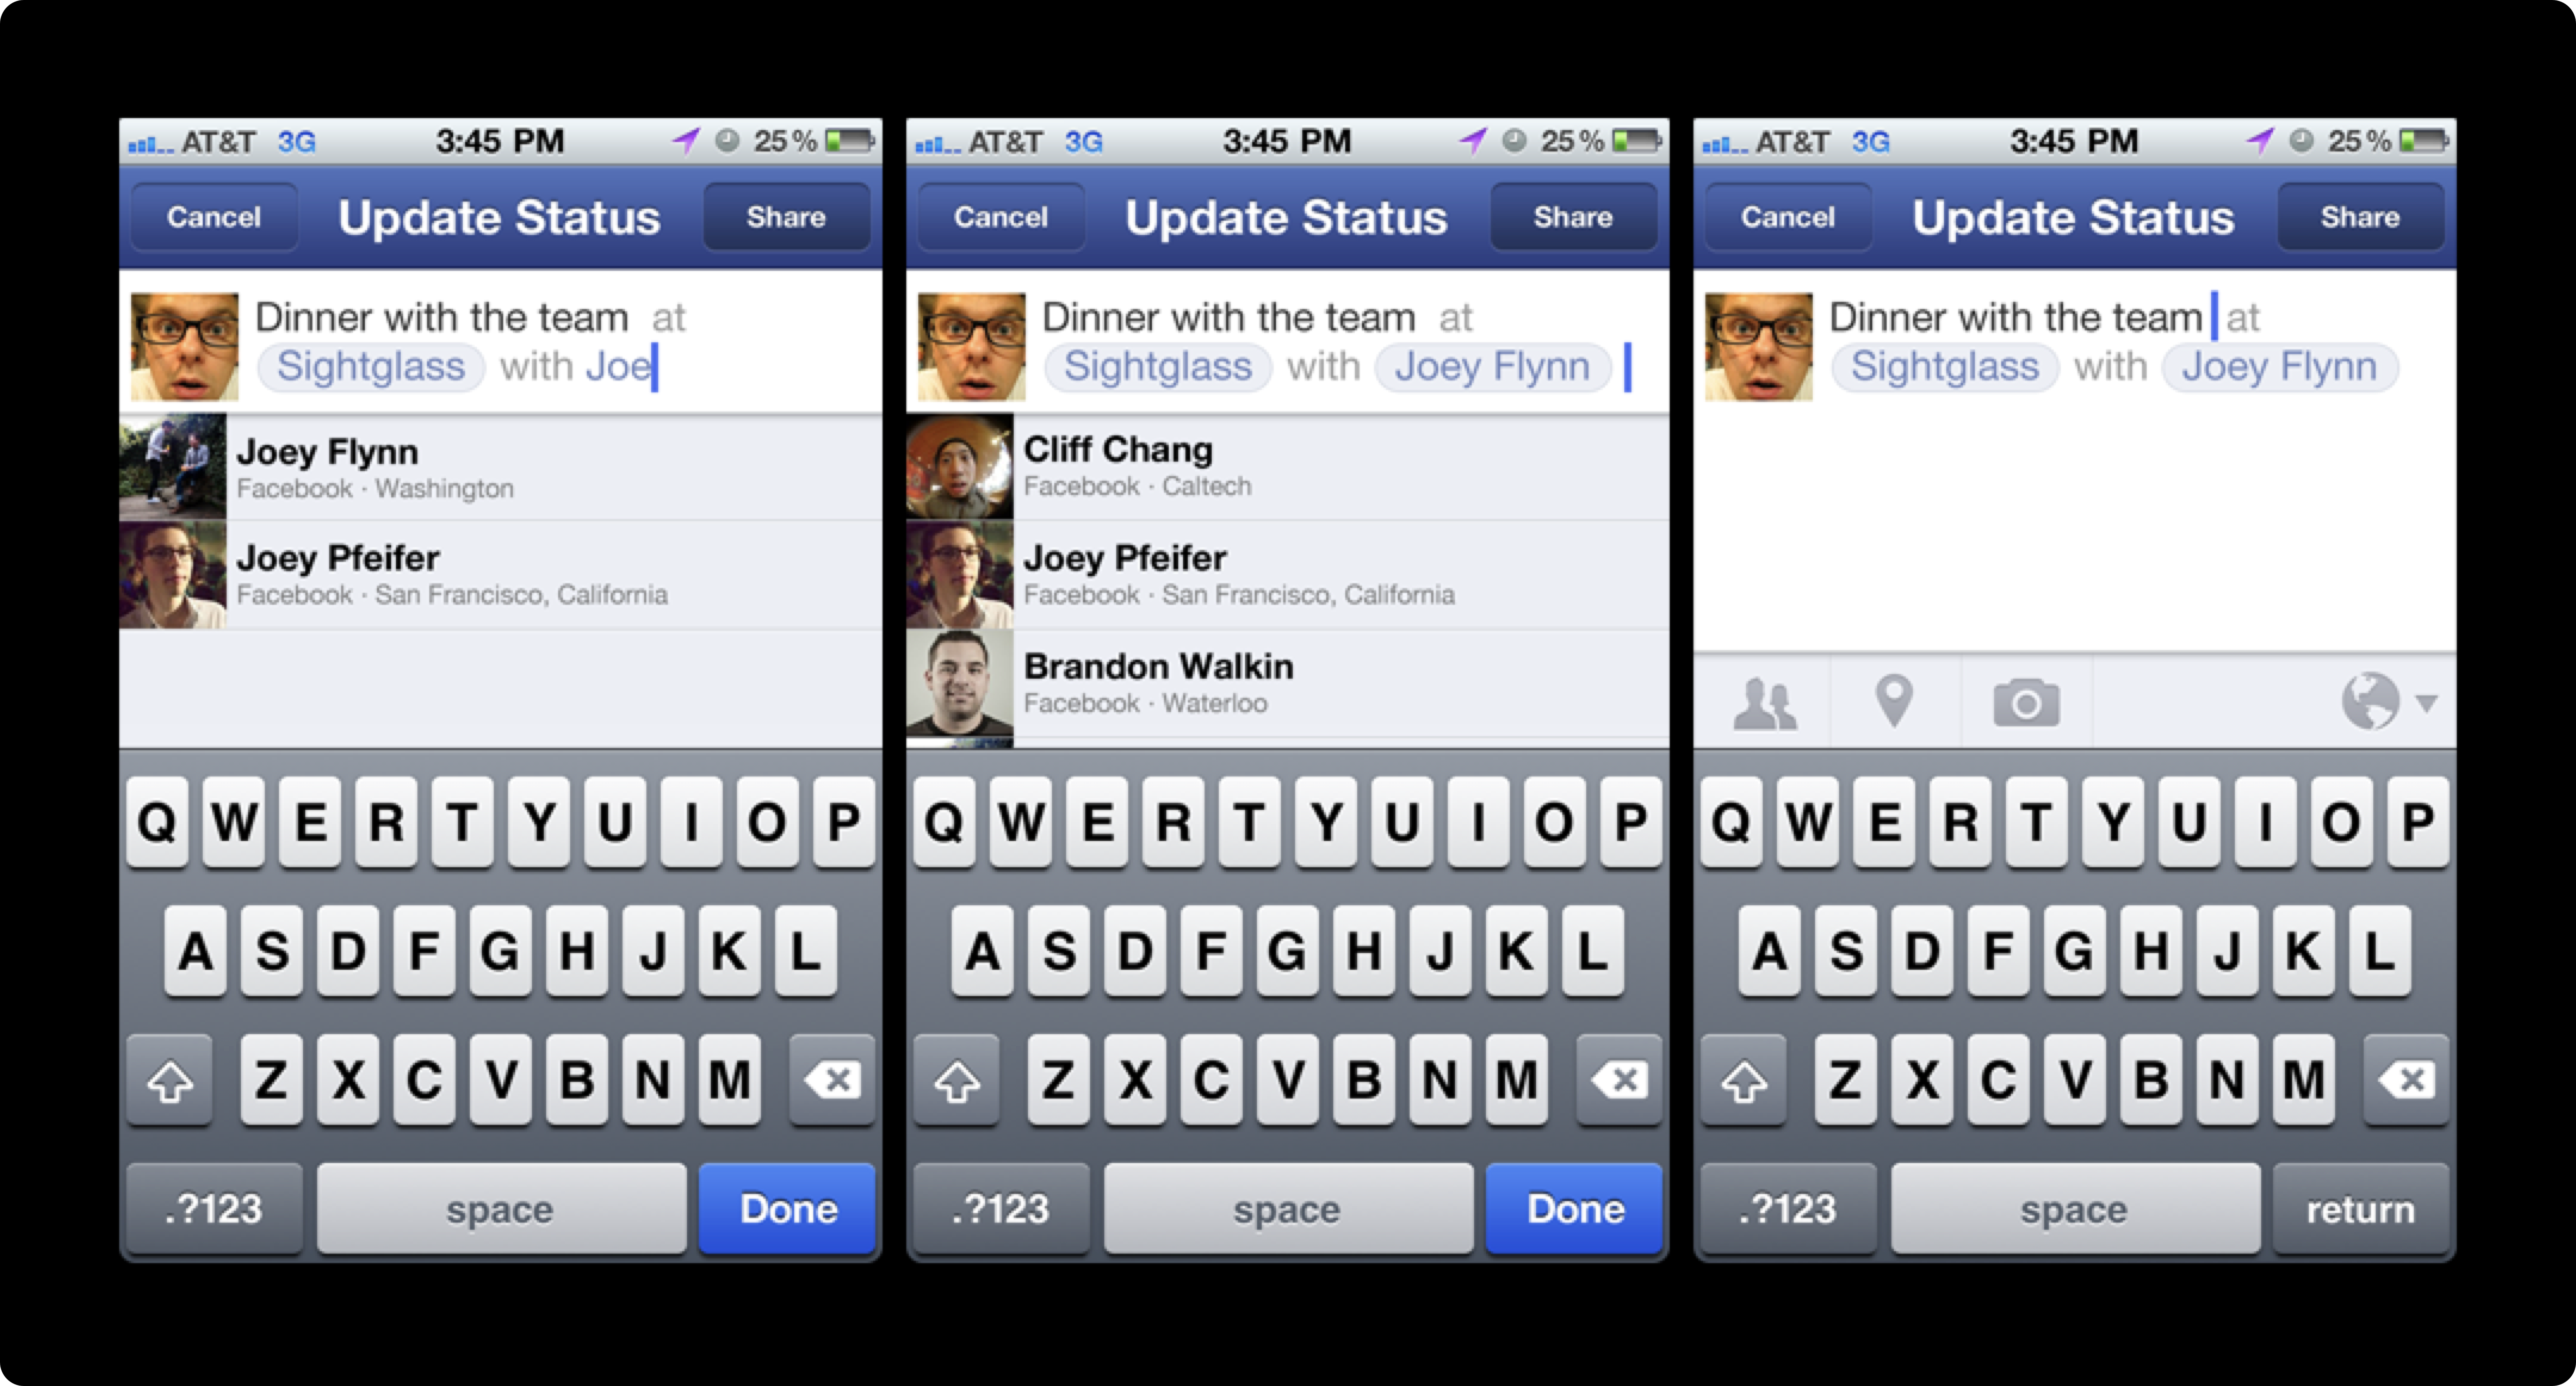 AT&T 3G 3:45 PM 25%
Cancel Update Status Share
Dinner with the team at
Sightglass with Joe
Joey Flynn
Facebook · Washington
Joey Pfeifer
Facebook · San Francisco, California
Q W E R T Y U I O P
A S D F G H J K L
Z X C V B N M
.?123 space Done
AT&T 3G 3:45 PM 25%
Cancel Update Status Share
Dinner with the team at
Sightglass with Joey Flynn
Cliff Chang
Facebook · Caltech
Joey Pfeifer
Facebook · San Francisco, California
Brandon Walkin
Facebook · Waterloo
Q W E R T Y U I O P
A S D F G H J K L
Z X C V B N M
.?123 space Done
AT&T 3G 3:45 PM 25%
Cancel Update Status Share
Dinner with the team at
Sightglass with Joey Flynn
Q W E R T Y U I O P
A S D F G H J K L
Z X C V B N M
.?123 space return